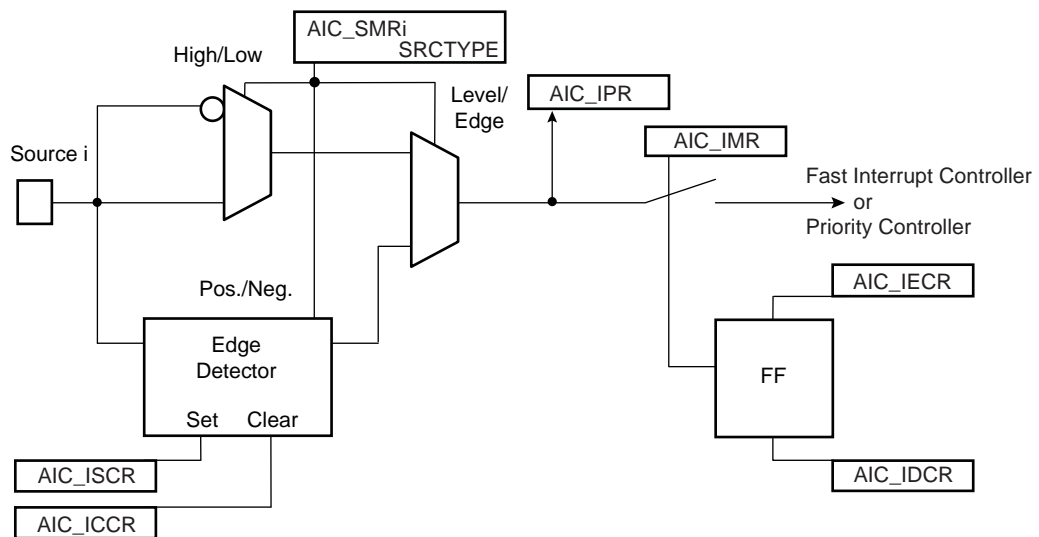 AIC_SMRi
SRCTYPE
High/Low
Level/
Edge
AIC_IPR
AIC_IMR
Source i
Fast Interrupt Controller
or
Priority Controller
Pos./Neg.
AIC_IECR
Edge
Detector
FF
Set Clear
AIC_ISCR
AIC_IDCR
AIC_ICCR